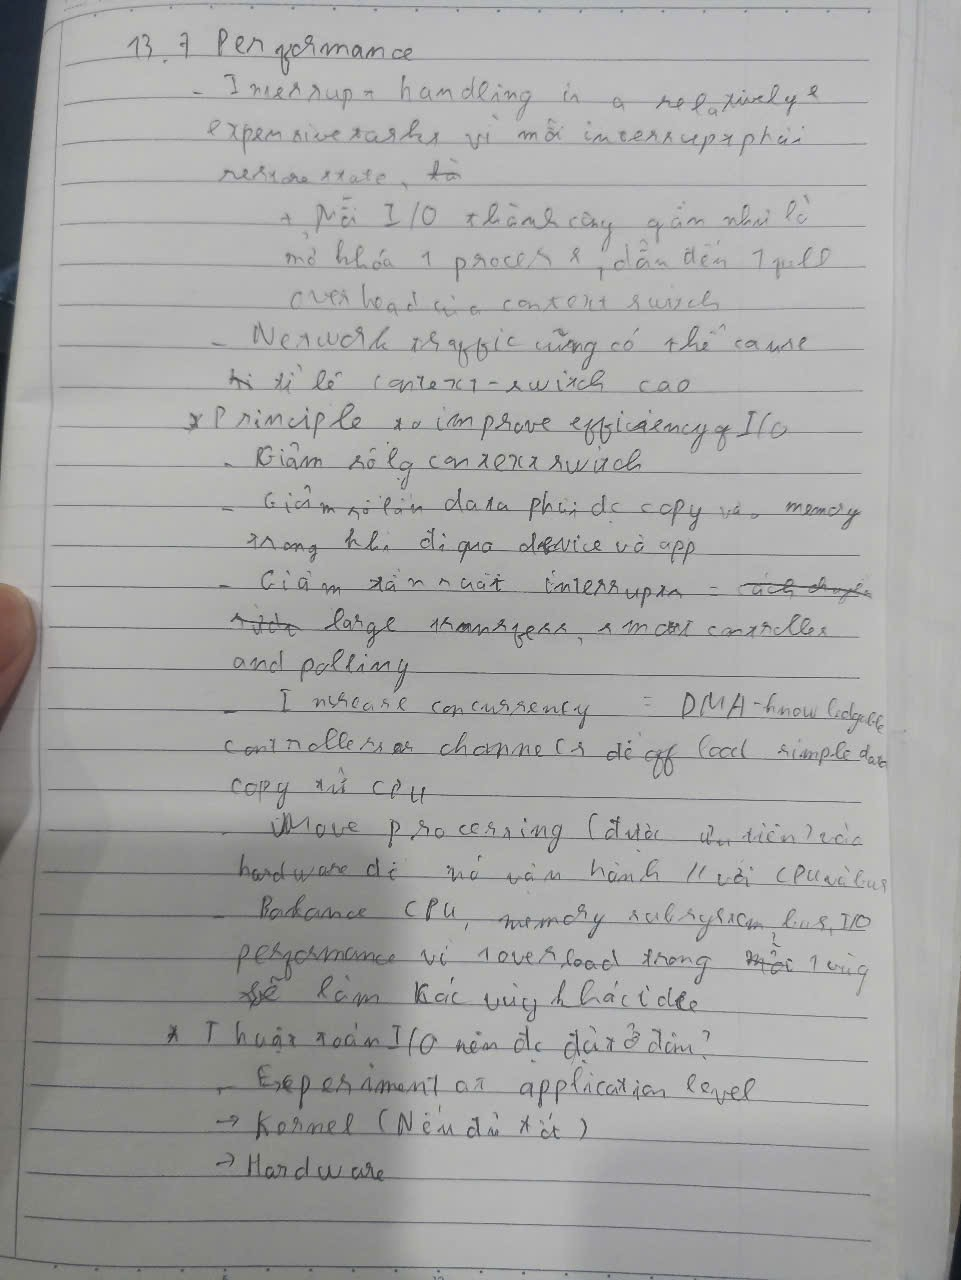 13.7 Performance
- Interrupt handling is a relatively
expensive tasks vì mỗi interrupt phải
restore state,
+, Mỗi I/O thành công gần như là
mở khóa 1 process, dẫn đến 1 full
overhead của context switch
- Network traffic cũng có thể cause
tỉ lệ context-switch cao
* Principle to improve efficiency of I/O
- Giảm số lg context switch
- Giảm số lần data phải đc copy vào memory
trong khi đi qua device và app
- Giảm tần suất interrupts =
large transfers, smart controller
and polling
- Increase concurrency = DMA-knowledgable
controllers or channels để offload simple data
copy từ CPU
- Move processing (được ưu tiên) vào
hardware để nó vận hành // với CPU và bus
- Balance CPU, memory subsystem, bus, I/O
performance vì 1 overload trong 1 vùng
sẽ làm các vùng khác idle
* Thuật toán I/O nên đc đặt ở đâu?
- Experiment at application level
→ Kernel (Nếu đủ tốt)
→ Hardware